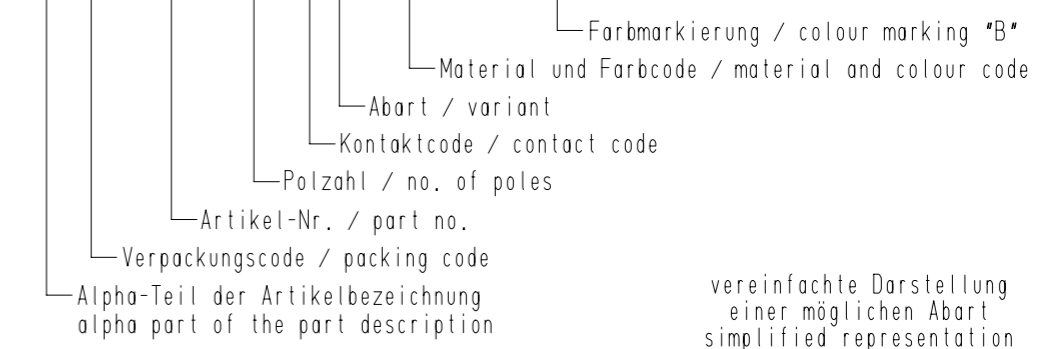 Farbmarkierung / colour marking "B"
Material und Farbcode / material and colour code
Abart / variant
Kontaktcode / contact code
Polzahl / no. of poles
Artikel-Nr. / part no.
Verpackungscode / packing code
Alpha-Teil der Artikelbezeichnung
alpha part of the part description
vereinfachte Darstellung
einer möglichen Abart
simplified representation